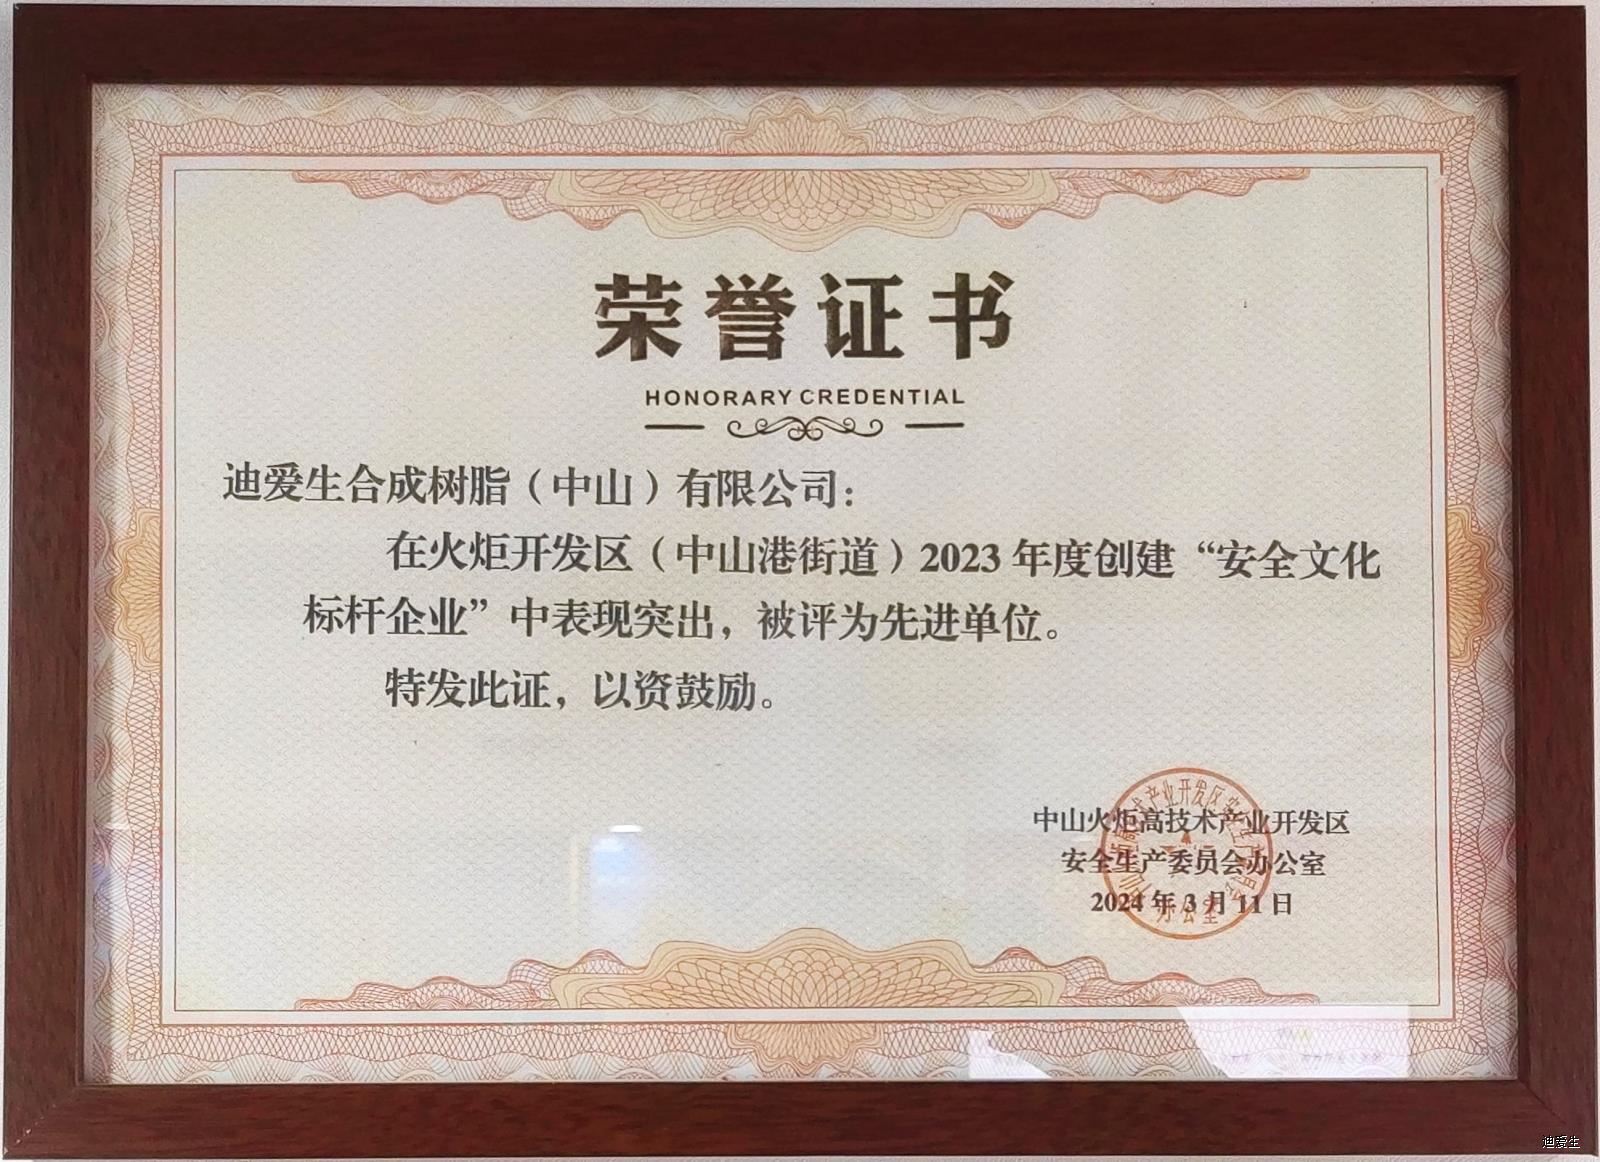 荣誉证书
HONORARY CREDENTIAL
迪爱生合成树脂（中山）有限公司：
在火炬开发区（中山港街道）2023年度创建“安全文化
标杆企业”中表现突出，被评为先进单位。
特发此证，以资鼓励。
中山火炬高技术产业开发区
安全生产委员会办公室
2024年3月11日
办公室
迪爱生